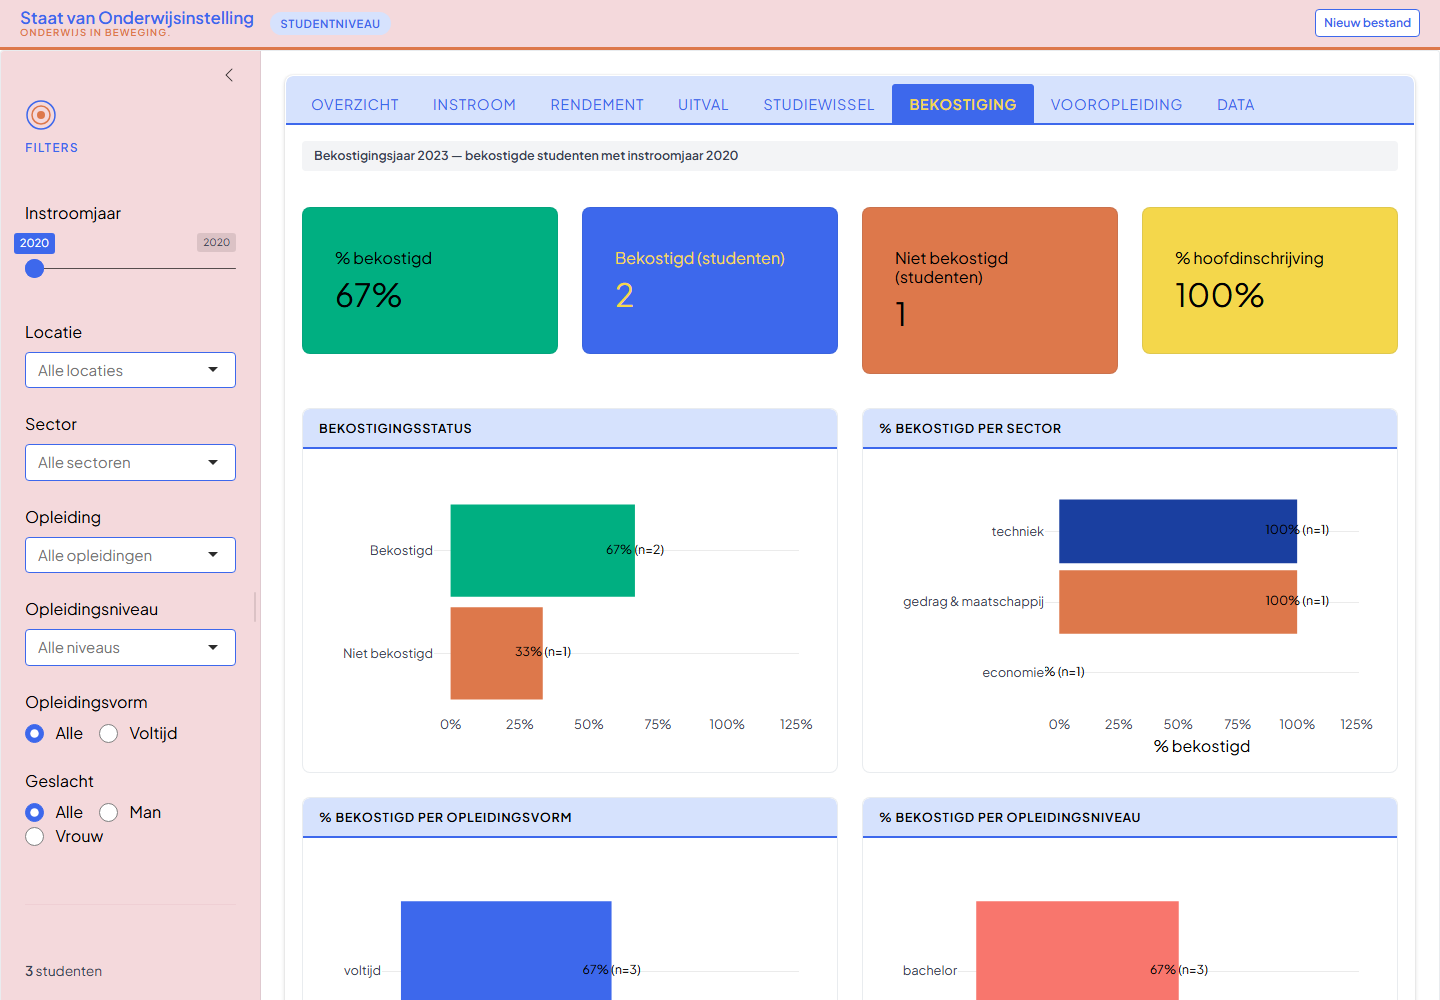 Staat van Onderwijsinstelling
ONDERWIJS IN BEWEGING.
STUDENTNIVEAU
Nieuw bestand
FILTERS
Instroomjaar
2020
2020
Locatie
Alle locaties
Sector
Alle sectoren
Opleiding
Alle opleidingen
Opleidingsniveau
Alle niveaus
Opleidingsvorm
Alle
Voltijd
Geslacht
Alle
Man
Vrouw
3 studenten
OVERZICHT
INSTROOM
RENDEMENT
UITVAL
STUDIEWISSEL
BEKOSTIGING
VOOROPLEIDING
DATA
Bekostigingsjaar 2023 — bekostigde studenten met instroomjaar 2020
% bekostigd
67%
Bekostigd (studenten)
2
Niet bekostigd
(studenten)
1
% hoofdinschrijving
100%
BEKOSTIGINGSSTATUS
Bekostigd
67% (n=2)
Niet bekostigd
33% (n=1)
0%
25%
50%
75%
100%
125%
% BEKOSTIGD PER SECTOR
techniek
100% (n=1)
gedrag & maatschappij
100% (n=1)
economie
% (n=1)
0%
25%
50%
75%
100%
125%
% bekostigd
% BEKOSTIGD PER OPLEIDINGSVORM
voltijd
67% (n=3)
% BEKOSTIGD PER OPLEIDINGSNIVEAU
bachelor
67% (n=3)